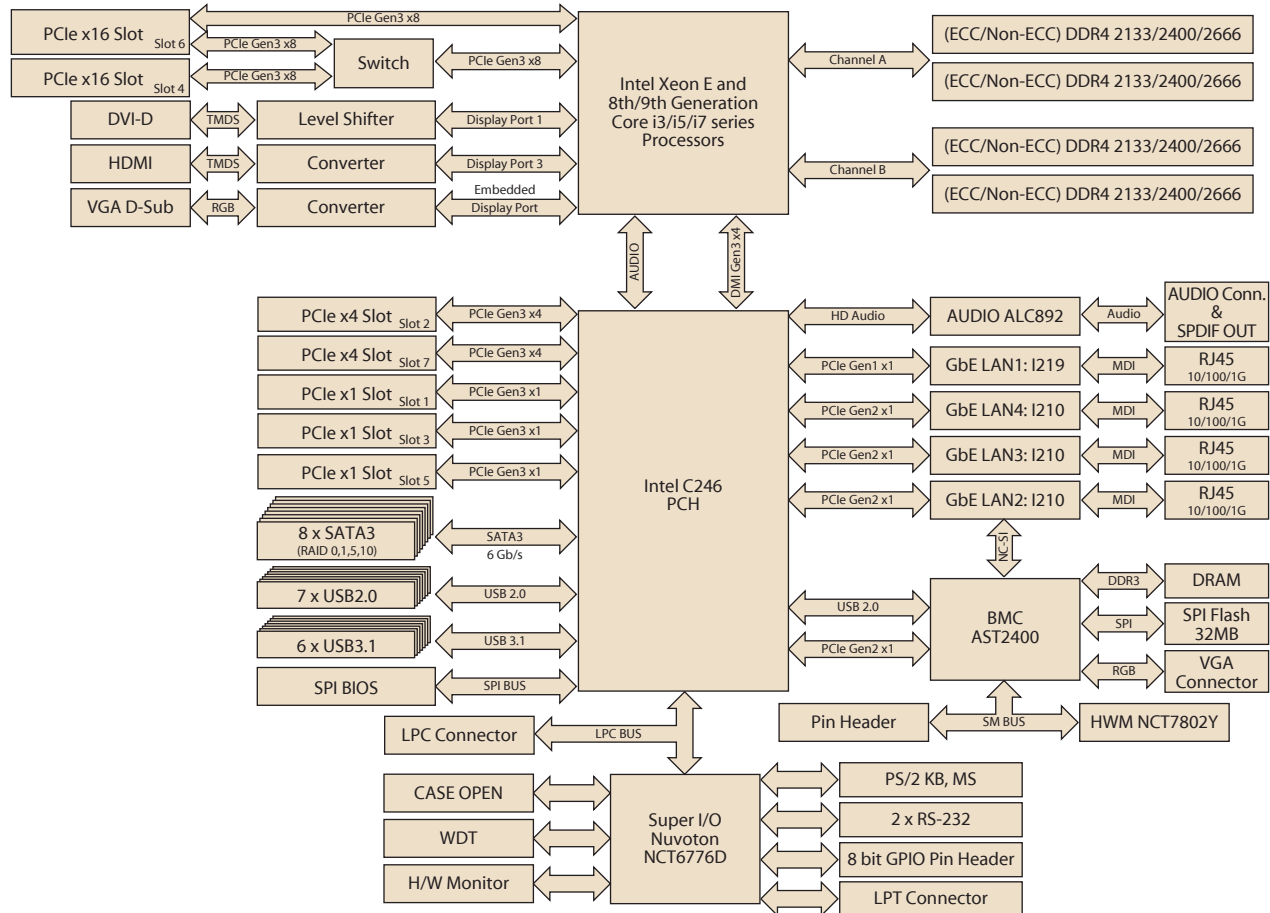 PCIe x16 Slot
Slot 6
PCIe Gen3 x8
PCIe Gen3 x8
PCIe x16 Slot
Slot 4
PCIe Gen3 x8
Switch
PCIe Gen3 x8
DVI-D
TMDS
Level Shifter
Display Port 1
HDMI
TMDS
Converter
Display Port 3
VGA D-Sub
RGB
Converter
Embedded
Display Port
Intel Xeon E and
8th/9th Generation
Core i3/i5/i7 series
Processors
Channel A
(ECC/Non-ECC) DDR4 2133/2400/2666
(ECC/Non-ECC) DDR4 2133/2400/2666
Channel B
(ECC/Non-ECC) DDR4 2133/2400/2666
(ECC/Non-ECC) DDR4 2133/2400/2666
AUDIO
DMI Gen3 x4
PCIe x4 Slot
Slot 2
PCIe Gen3 x4
PCIe x4 Slot
Slot 7
PCIe Gen3 x4
PCIe x1 Slot
Slot 1
PCIe Gen3 x1
PCIe x1 Slot
Slot 3
PCIe Gen3 x1
PCIe x1 Slot
Slot 5
PCIe Gen3 x1
8 x SATA3
(RAID 0,1,5,10)
SATA3
6 Gb/s
7 x USB2.0
USB 2.0
6 x USB3.1
USB 3.1
SPI BIOS
SPI BUS
Intel C246
PCH
HD Audio
AUDIO ALC892
Audio
AUDIO Conn.
&
SPDIF OUT
PCIe Gen1 x1
GbE LAN1: I219
MDI
RJ45
10/100/1G
PCIe Gen2 x1
GbE LAN4: I210
MDI
RJ45
10/100/1G
PCIe Gen2 x1
GbE LAN3: I210
MDI
RJ45
10/100/1G
PCIe Gen2 x1
GbE LAN2: I210
MDI
RJ45
10/100/1G
NC-SI
USB 2.0
PCIe Gen2 x1
BMC
AST2400
DDR3
DRAM
SPI
SPI Flash
32MB
RGB
VGA
Connector
Pin Header
SM BUS
HWM NCT7802Y
LPC Connector
LPC BUS
CASE OPEN
WDT
H/W Monitor
Super I/O
Nuvoton
NCT6776D
PS/2 KB, MS
2 x RS-232
8 bit GPIO Pin Header
LPT Connector